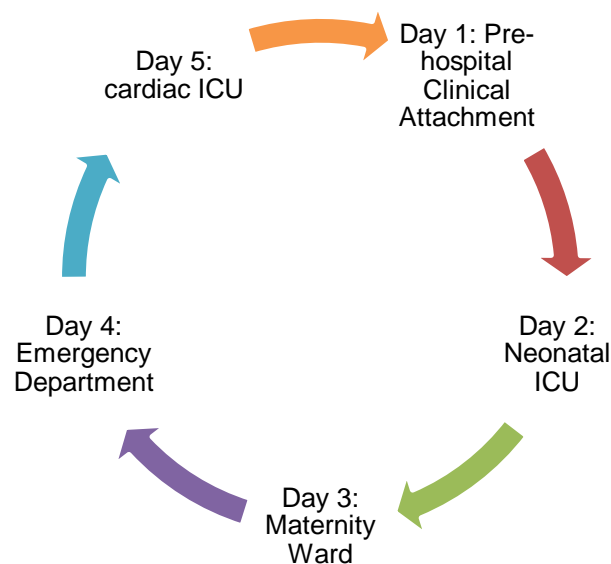 Day 1: Pre-
hospital
Clinical
Attachment
Day 2:
Neonatal
ICU
Day 3:
Maternity
Ward
Day 4:
Emergency
Department
Day 5:
cardiac ICU